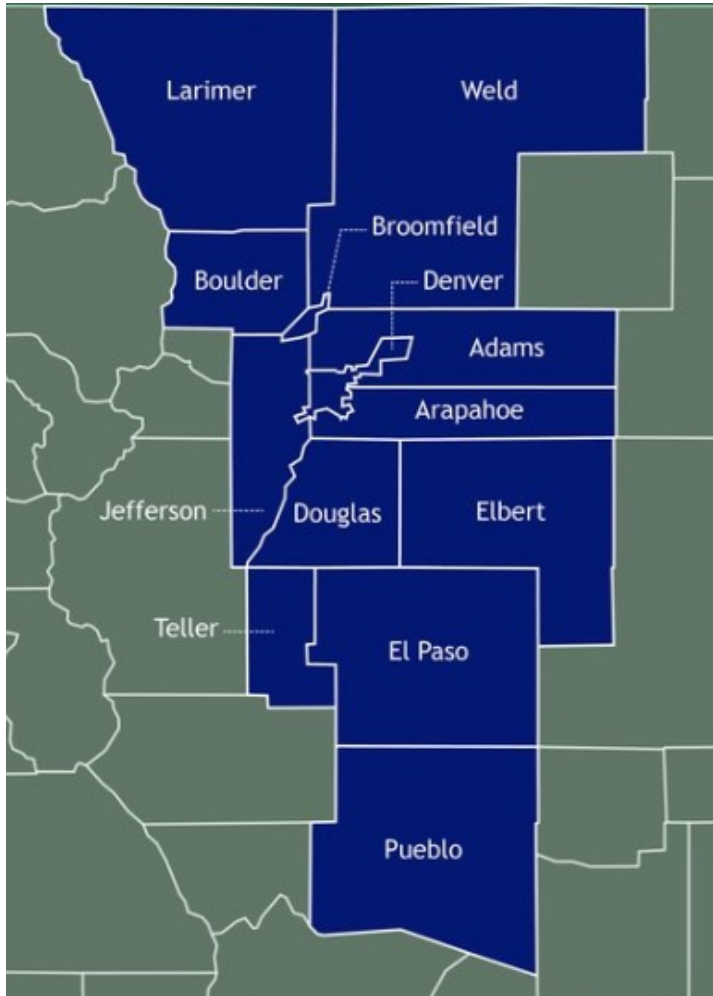 Larimer
Weld
Broomfield
Boulder
Denver
Adams
Arapahoe
Jefferson
Douglas
Elbert
Teller
El Paso
Pueblo